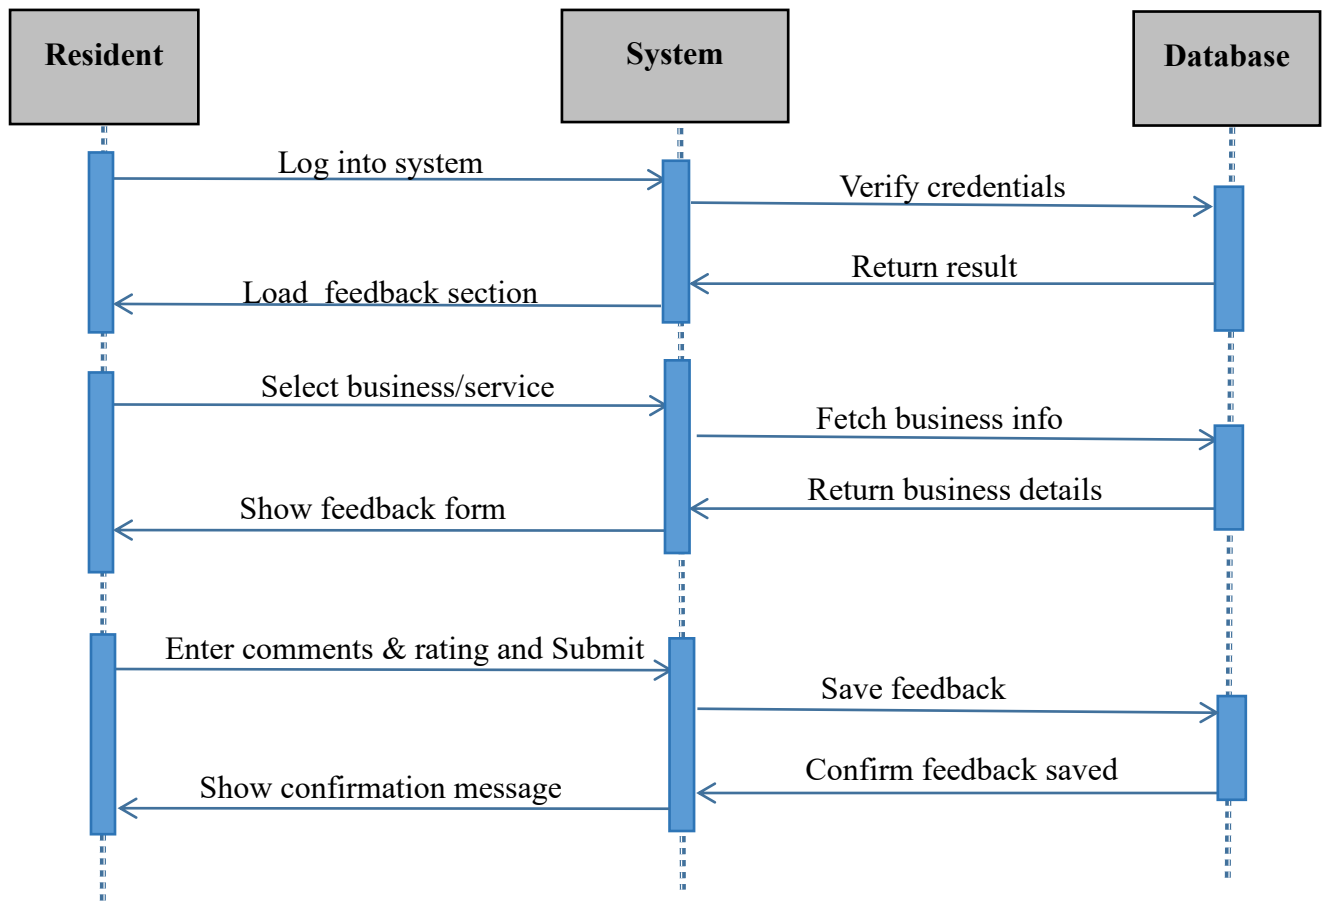 Resident
System
Database
Log into system
Verify credentials
Return result
Load  feedback section
Select business/service
Fetch business info
Return business details
Show feedback form
Enter comments & rating and Submit
Save feedback
Confirm feedback saved
Show confirmation message